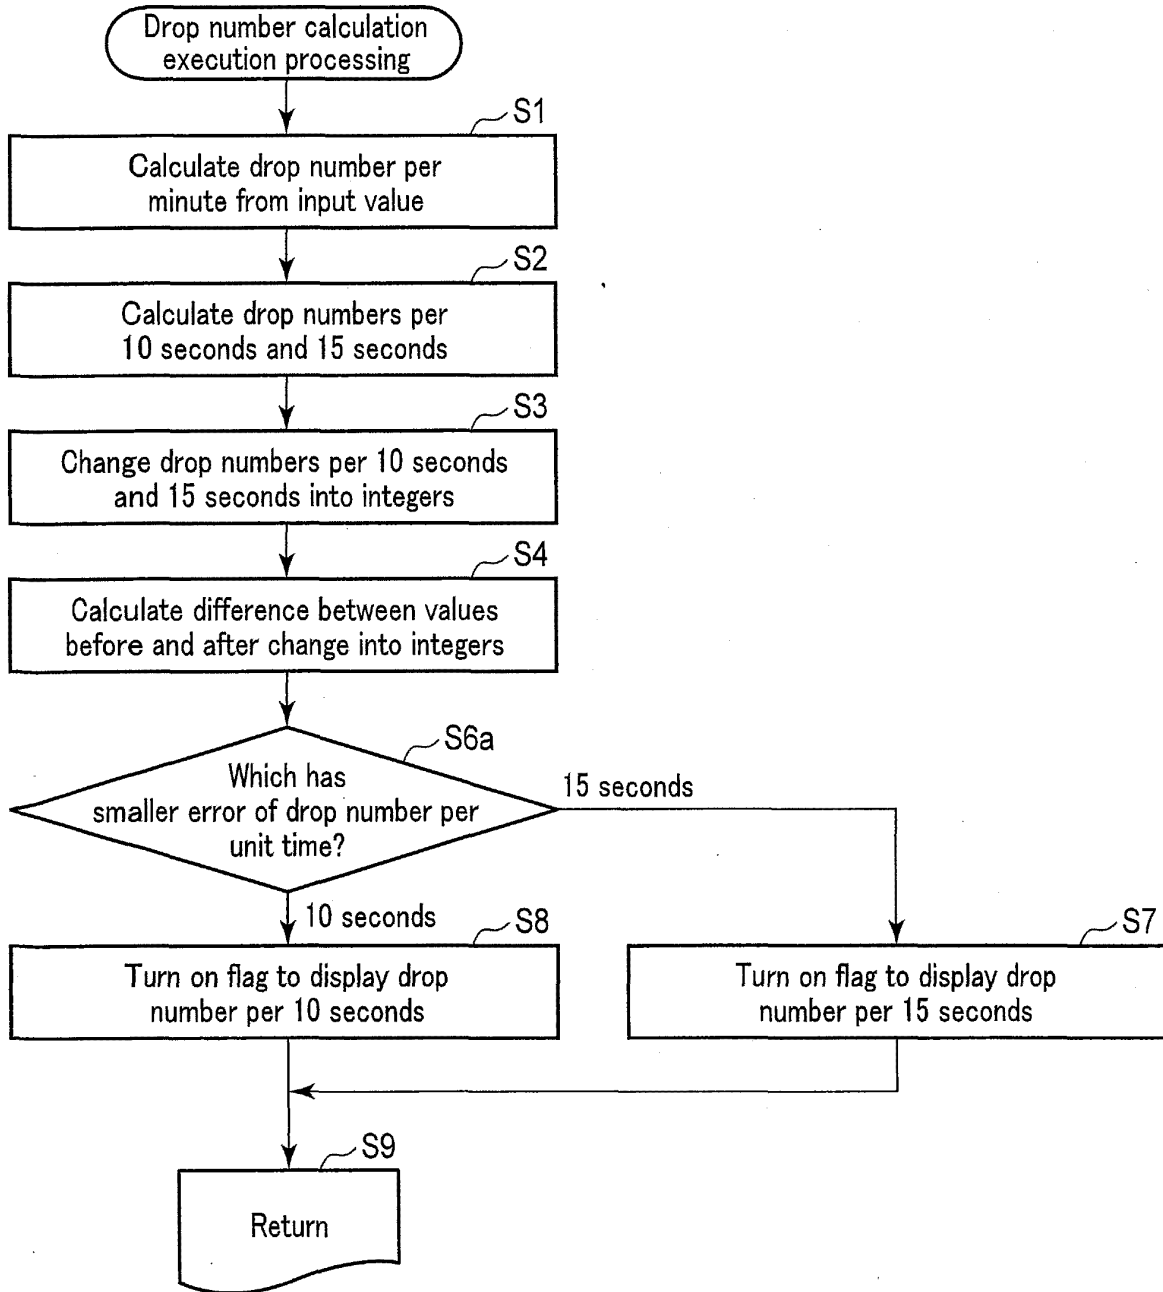 Drop number calculation
execution processing
S1
Calculate drop number per
minute from input value
S2
Calculate drop numbers per
10 seconds and 15 seconds
S3
Change drop numbers per 10 seconds
and 15 seconds into integers
S4
Calculate difference between values
before and after change into integers
S6a
Which has
smaller error of drop number per
unit time?
15 seconds
10 seconds
S8
Turn on flag to display drop
number per 10 seconds
S7
Turn on flag to display drop
number per 15 seconds
S9
Return